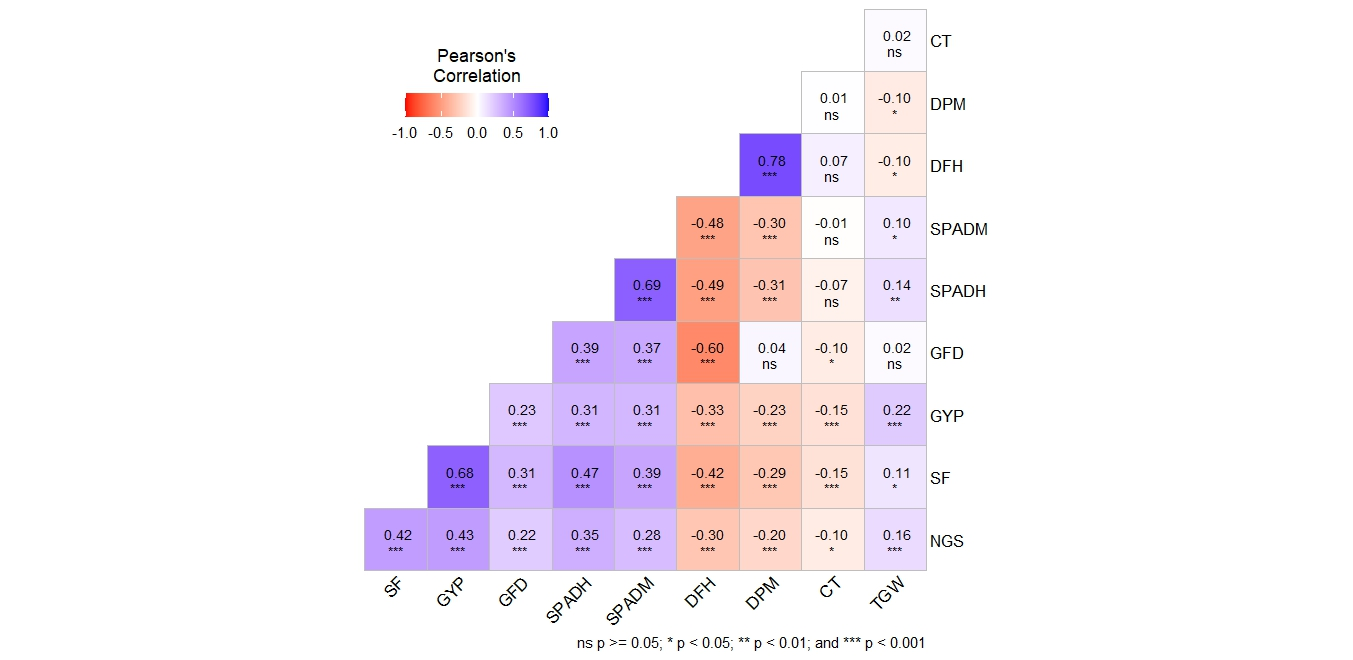 0.02 CT
ns
Pearson's
Correlation
-1.0 -0.5 0.0 0.5 1.0
0.01 -0.10 DPM
ns *
0.78 0.07 -0.10 DFH
*** ns *
-0.48 -0.30 -0.01 0.10 SPADM
*** *** ns *
0.69 -0.49 -0.31 -0.07 0.14 SPADH
*** *** *** ns **
0.39 0.37 -0.60 0.04 -0.10 0.02 GFD
*** *** *** ns * ns
0.23 0.31 0.31 -0.33 -0.23 -0.15 0.22 GYP
*** *** *** *** *** *** ***
0.68 0.31 0.47 0.39 -0.42 -0.29 -0.15 0.11 SF
*** *** *** *** *** *** *** *
0.42 0.43 0.22 0.35 0.28 -0.30 -0.20 -0.10 0.16 NGS
*** *** *** *** *** *** *** * ***
SF GYP GFD SPADH SPADM DFH DPM CT TGW
ns p >= 0.05; * p < 0.05; ** p < 0.01; and *** p < 0.001